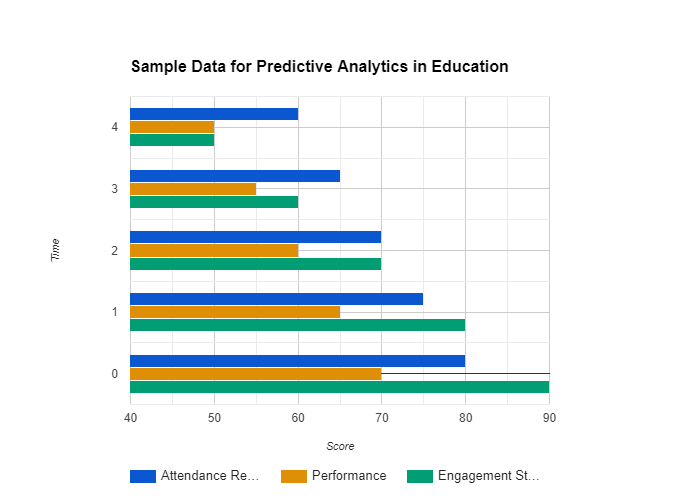 Sample Data for Predictive Analytics in Education
Time
4
3
2
1
0
40 50 60 70 80 90
Score
Attendance Re... Performance Engagement St...